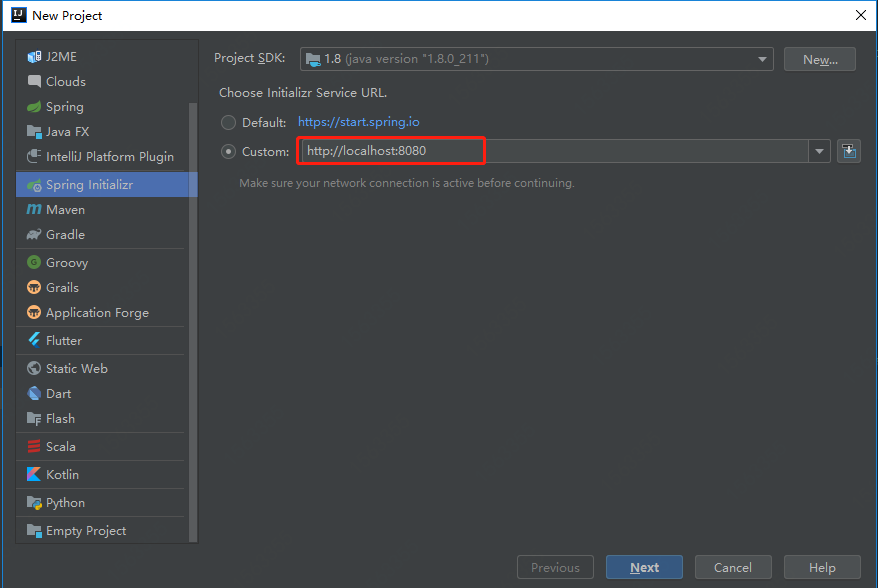 New Project
J2ME
Clouds
Spring
Java FX
IntelliJ Platform Plugin
Spring Initializr
Maven
Gradle
Groovy
Grails
Application Forge
Flutter
Static Web
Dart
Flash
Scala
Kotlin
Python
Empty Project
Project SDK: 1.8 (java version "1.8.0_211") New...
Choose Initializr Service URL.
Default: https://start.spring.io
Custom: http://localhost:8080
Make sure your network connection is active before continuing.
Previous Next Cancel Help